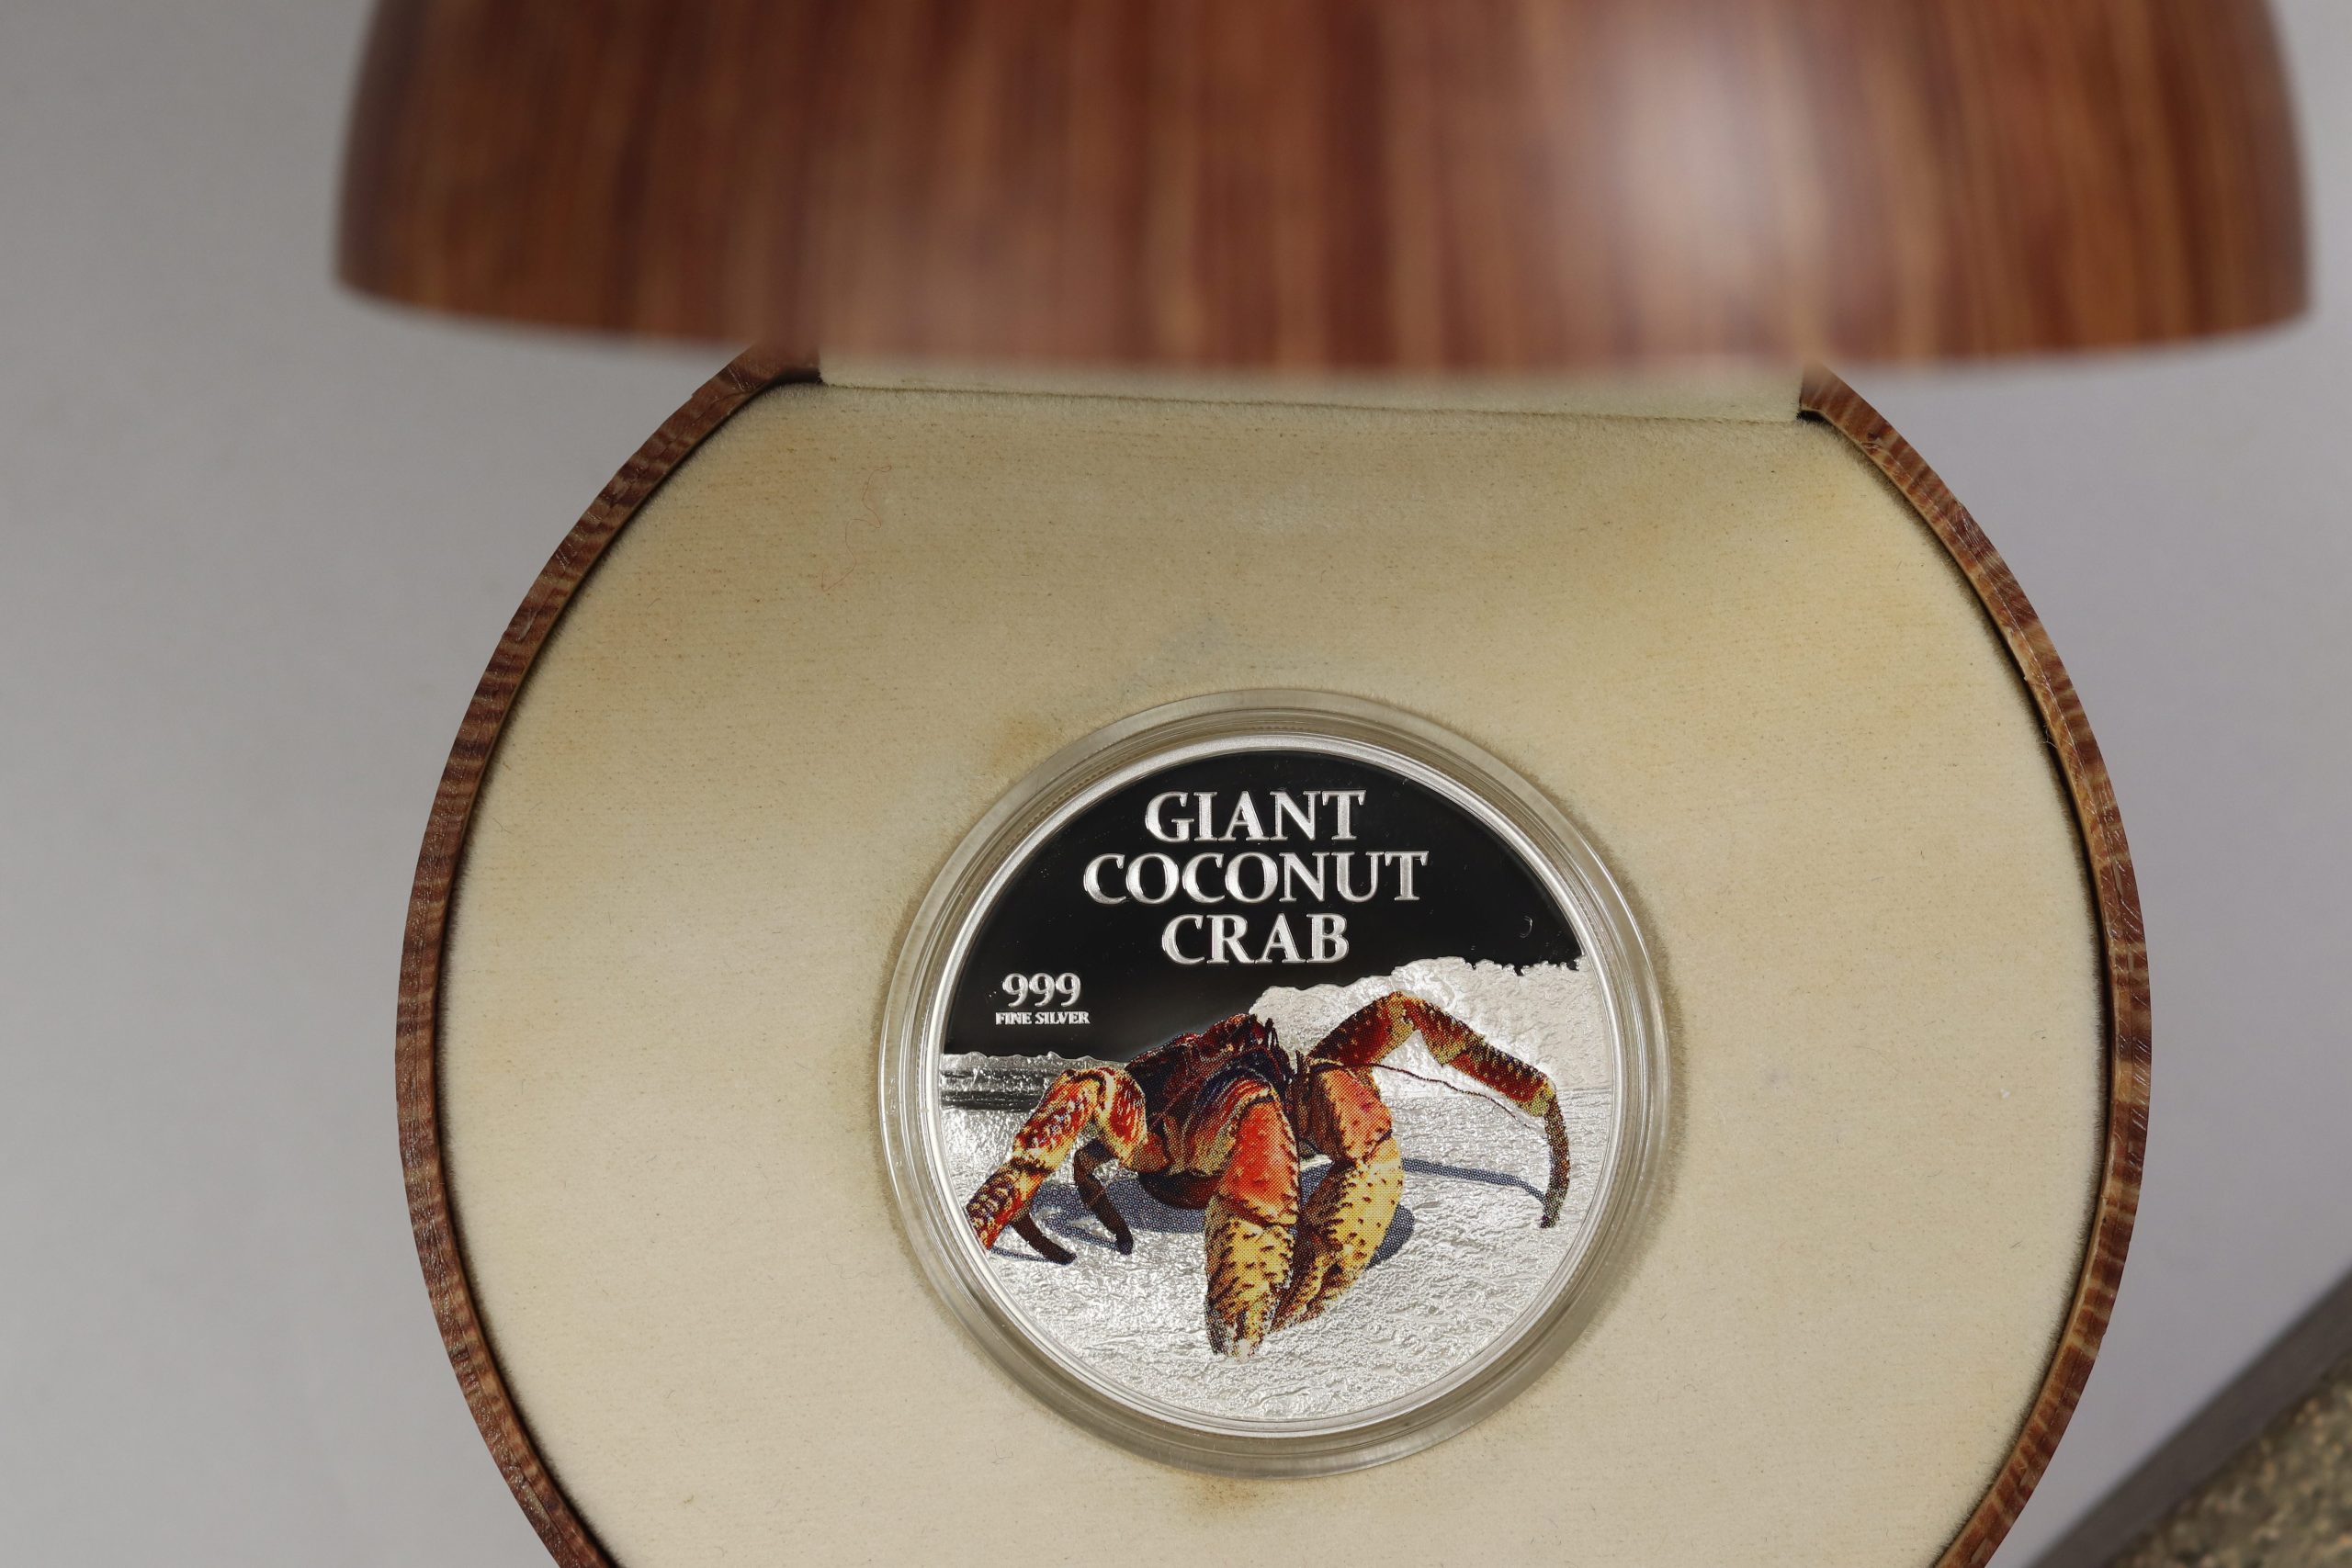 GIANT
COCONUT
CRAB
999
FINE SILVER